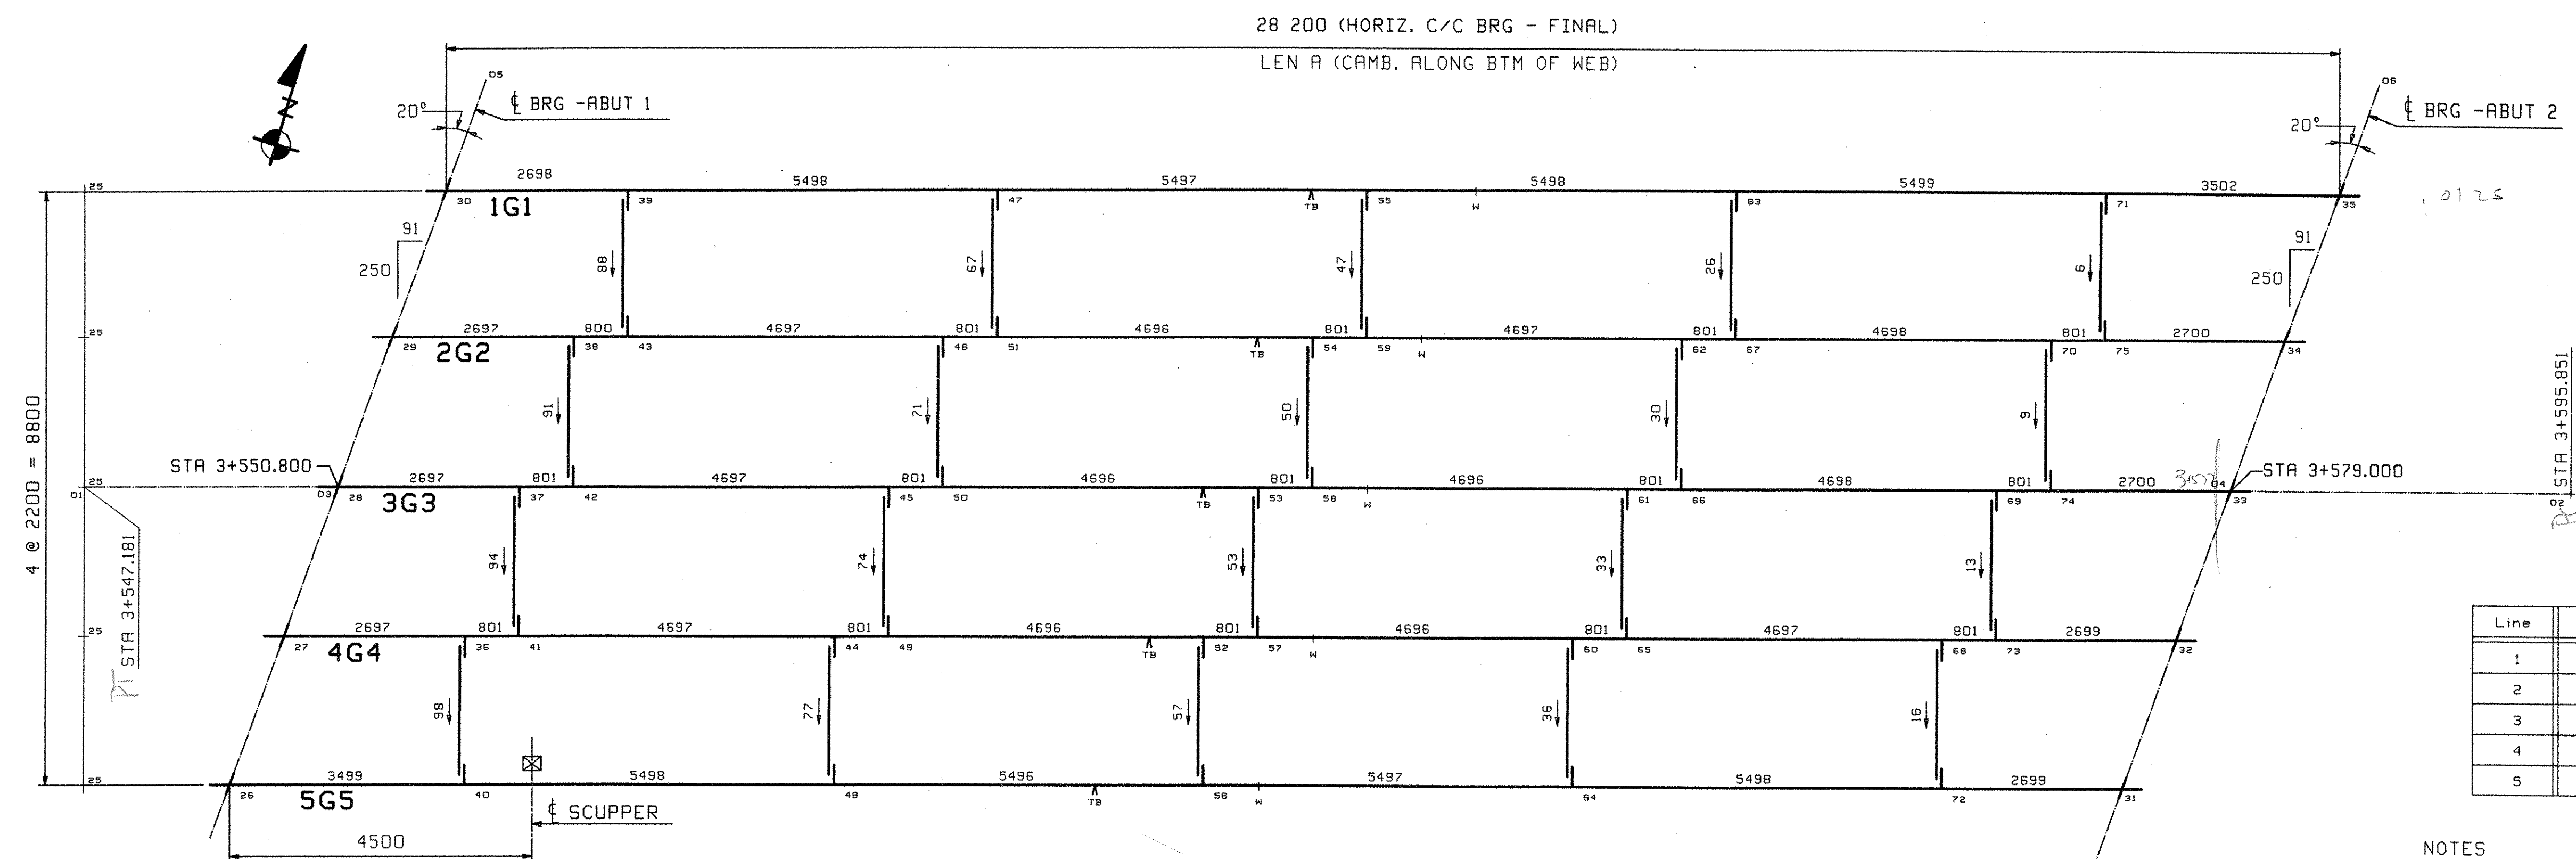 28 200 (HORIZ. C/C BRG - FINAL)
LEN A (CAMB. ALONG BTM OF WEB)
N
D5
20°
℄ BRG -ABUT 1
D6
20°
℄ BRG -ABUT 2
25
2698 5498 5497 5498 5499 3502
30 1G1 39 47 TB 55 W 63 71 35
.0125
91
250
88 67 47 26 6
91
250
25
2697 800 4697 801 4696 801 4697 801 4698 801 2700
29 2G2 38 43 46 51 TB 54 59 W 62 67 70 75 34
4 @ 2200 = 8800
91 71 50 30 9
STA 3+550.800
STA 3+579.000
STA 3+595.851
25
2697 801 4697 801 4696 801 4696 801 4698 801 2700
D1 D3 28 3G3 37 42 45 50 TB 53 58 W 61 66 69 74 D4 33 D2
STA 3+547.181
PT
94 74 53 33 13
25
2697 801 4697 801 4696 801 4696 801 4697 801 2699
27 4G4 36 41 44 49 TB 52 57 W 60 65 68 73 32
98 77 57 36 16
25
3499 5498 5496 5497 5498 2699
26 5G5 40 48 TB 56 W 64 72 31
℄ SCUPPER
4500
Line
1
2
3
4
5
NOTES